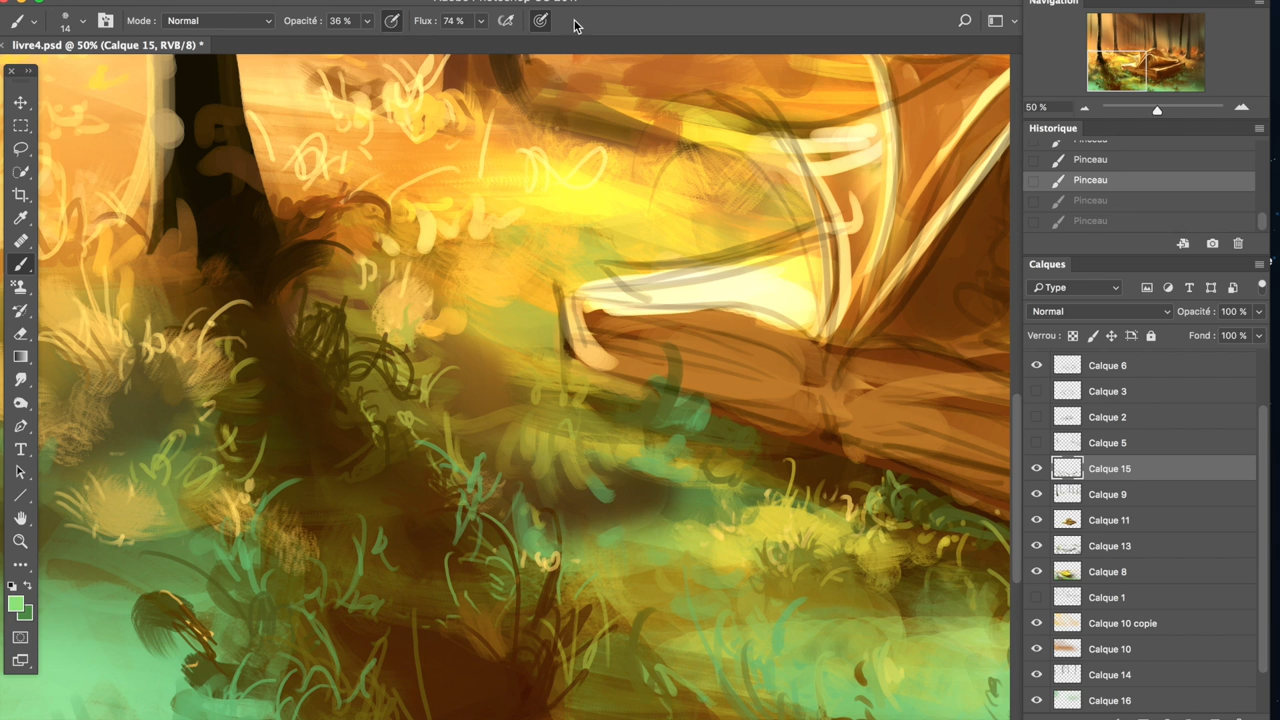 14
Mode : Normal
Opacité : 36 %
Flux : 74 %
livre4.psd @ 50% (Calque 15, RVB/8) *
Navigation
50 %
Historique
Pinceau
Pinceau
Pinceau
Pinceau
Calques
Type
Normal
Opacité : 100 %
Verrou :
Fond : 100 %
Calque 6
Calque 3
Calque 2
Calque 5
Calque 15
Calque 9
Calque 11
Calque 13
Calque 8
Calque 1
Calque 10 copie
Calque 10
Calque 14
Calque 16